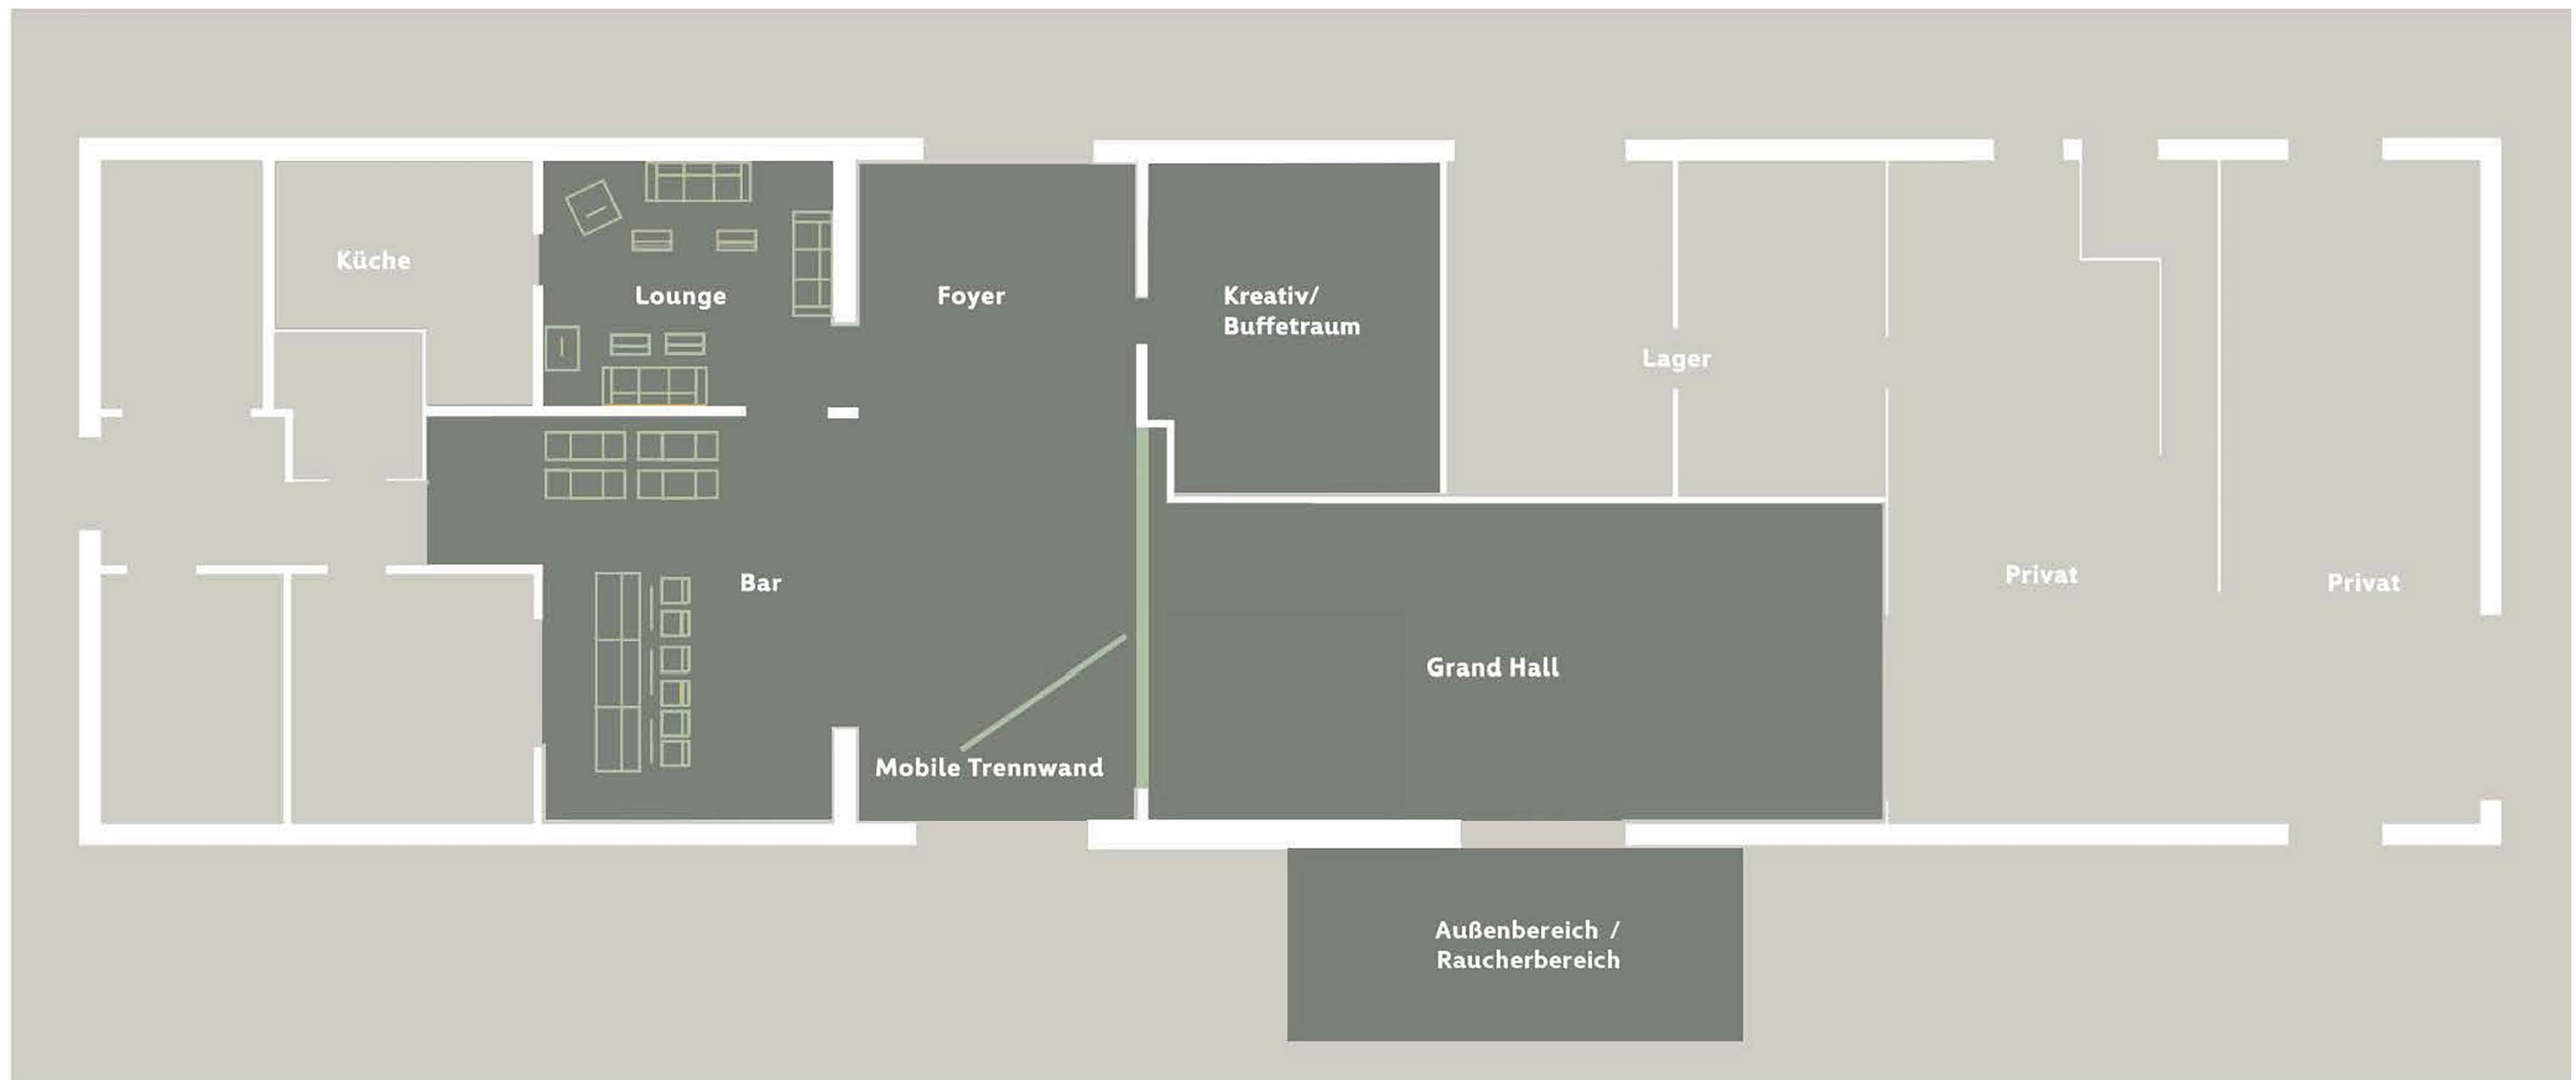 Küche
Lounge
Foyer
Kreativ/
Buffetraum
Lager
Bar
Privat
Privat
Grand Hall
Mobile Trennwand
Außenbereich /
Raucherbereich